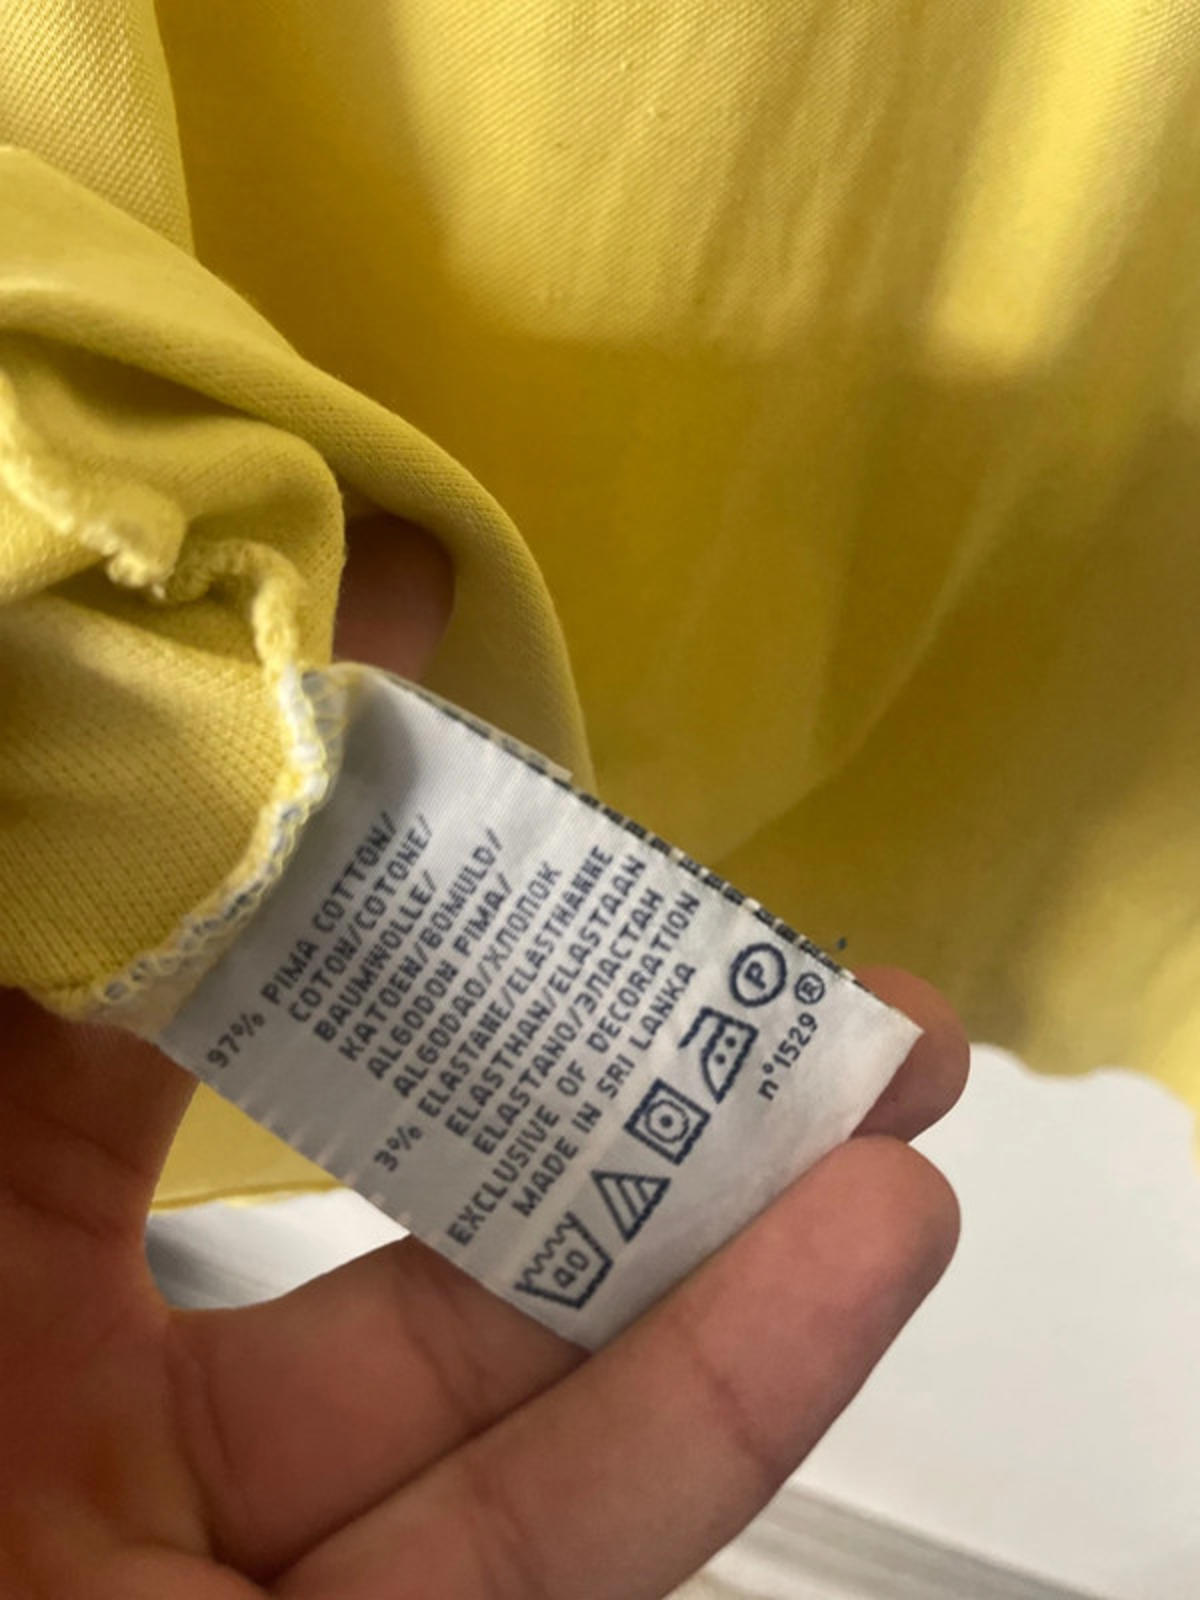 97% PIMA COTTON/
COTON/COTONE/
BAUMWOLLE/
KATOEN/BOMULD/
ALGODON PIMA/
ALGODAO/ХЛОПОК
3% ELASTANE/ELASTHANNE
ELASTHAN/ELASTAAN
ELASTANO/ЭЛАСТАН
EXCLUSIVE OF DECORATION
MADE IN SRI LANKA
40 P
n°1529 ®